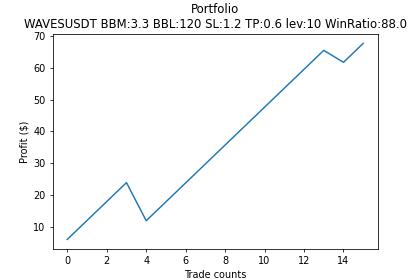 Portfolio
WAVESUSDT BBM:3.3 BBL:120 SL:1.2 TP:0.6 lev:10 WinRatio:88.0
70
60
50
40
30
20
10
Profit ($)
0 2 4 6 8 10 12 14
Trade counts